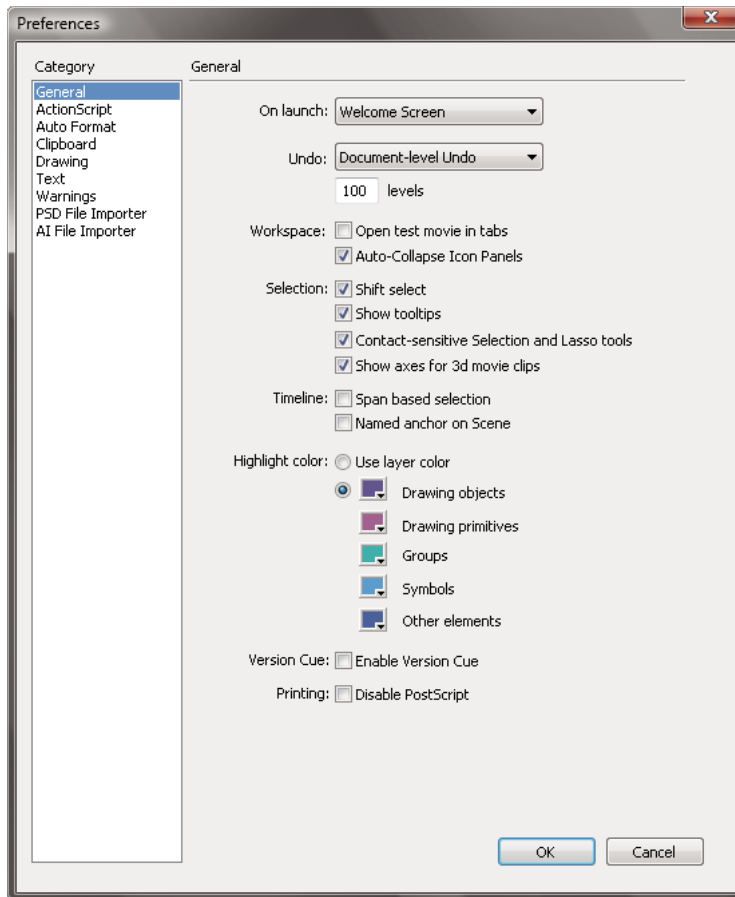 Preferences
Category
General
ActionScript
Auto Format
Clipboard
Drawing
Text
Warnings
PSD File Importer
AI File Importer
General
On launch: Welcome Screen
Undo: Document-level Undo
100 levels
Workspace: Open test movie in tabs
Auto-Collapse Icon Panels
Selection: Shift select
Show tooltips
Contact-sensitive Selection and Lasso tools
Show axes for 3d movie clips
Timeline: Span based selection
Named anchor on Scene
Highlight color: Use layer color
Drawing objects
Drawing primitives
Groups
Symbols
Other elements
Version Cue: Enable Version Cue
Printing: Disable PostScript
OK Cancel